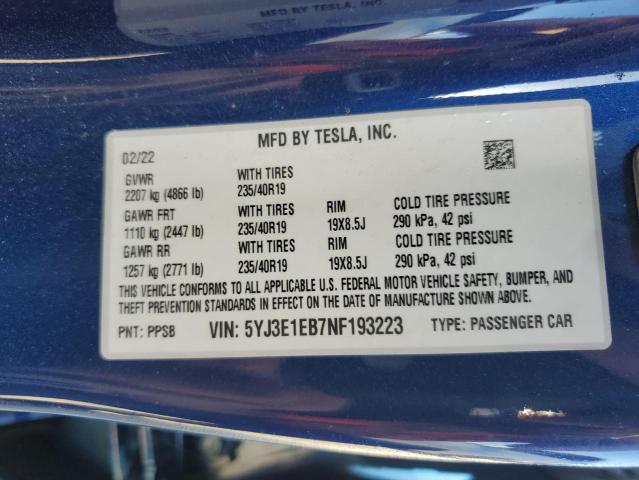 MFD BY TESLA, INC.
MFD BY TESLA, INC.
02/22
GVWR WITH TIRES
2207 kg (4866 lb) 235/40R19
GAWR FRT WITH TIRES RIM COLD TIRE PRESSURE
1110 kg (2447 lb) 235/40R19 19X8.5J 290 kPa, 42 psi
GAWR RR WITH TIRES RIM COLD TIRE PRESSURE
1257 kg (2771 lb) 235/40R19 19X8.5J 290 kPa, 42 psi
THIS VEHICLE CONFORMS TO ALL APPLICABLE U.S. FEDERAL MOTOR VEHICLE SAFETY, BUMPER, AND
THEFT PREVENTION STANDARDS IN EFFECT ON THE DATE OF MANUFACTURE SHOWN ABOVE.
PNT: PPSB VIN: 5YJ3E1EB7NF193223 TYPE: PASSENGER CAR